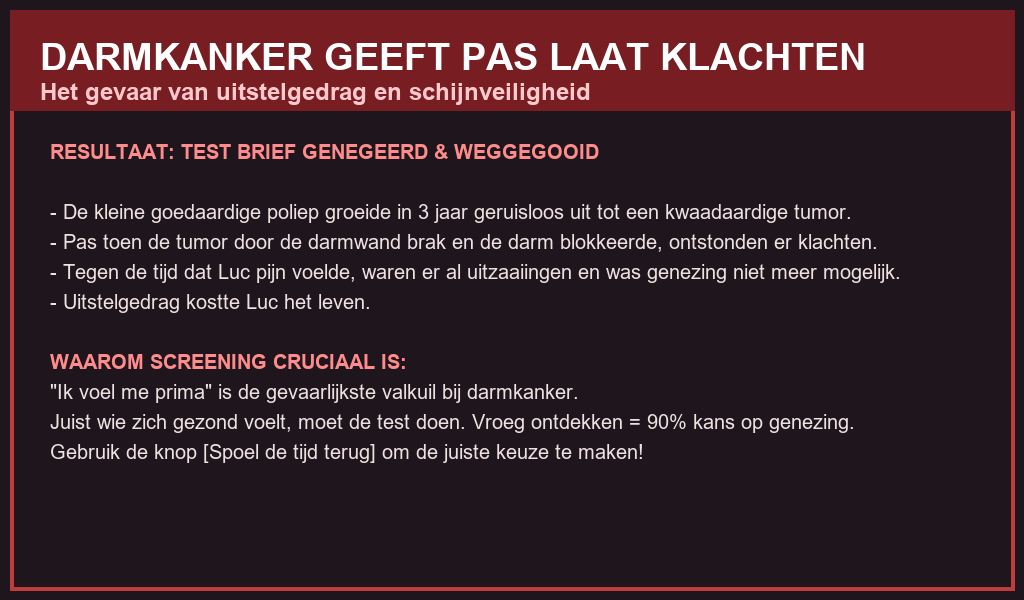 DARMKANKER GEEFT PAS LAAT KLACHTEN
Het gevaar van uitstelgedrag en schijnveiligheid
RESULTAAT: TEST BRIEF GENEGEERD & WEGGEGOOID
- De kleine goedaardige poliep groeide in 3 jaar geruisloos uit tot een kwaadaardige tumor.
- Pas toen de tumor door de darmwand brak en de darm blokkeerde, ontstonden er klachten.
- Tegen de tijd dat Luc pijn voelde, waren er al uitzaaiingen en was genezing niet meer mogelijk.
- Uitstelgedrag kostte Luc het leven.
WAAROM SCREENING CRUCIAAL IS:
"Ik voel me prima" is de gevaarlijkste valkuil bij darmkanker.
Juist wie zich gezond voelt, moet de test doen. Vroeg ontdekken = 90% kans op genezing.
Gebruik de knop [Spoel de tijd terug] om de juiste keuze te maken!